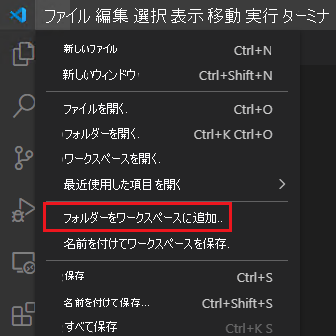 ファイル 編集 選択 表示 移動 実行 ターミナ
新しいファイル Ctrl+N
新しいウィンドウ Ctrl+Shift+N
ファイルを開く. Ctrl+O
フォルダーを開く. Ctrl+K Ctrl+O
ワークスペースを開く.
最近使用した項目を開く
フォルダーをワークスペースに追加..
名前を付けてワークスペースを保存.
保存 Ctrl+S
名前を付けて保存... Ctrl+Shift+S
すべて保存 Ctrl+K S